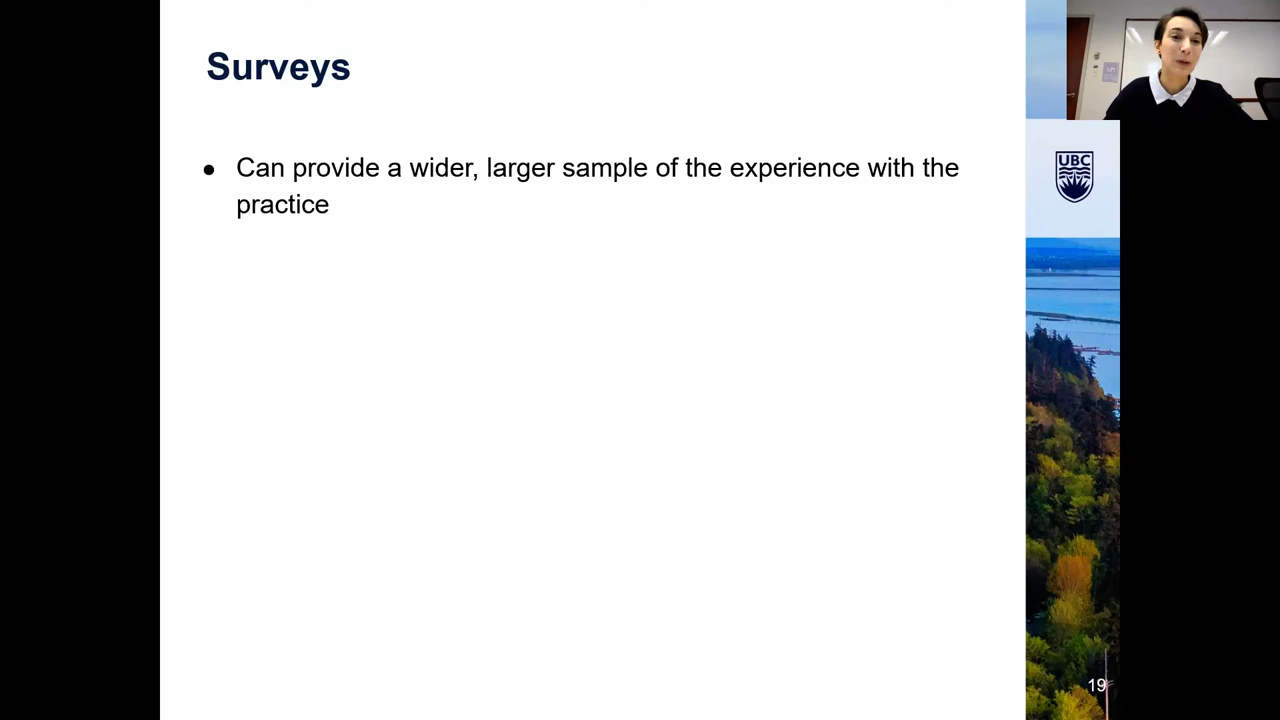 Surveys
● Can provide a wider, larger sample of the experience with the
practice
UBC
19